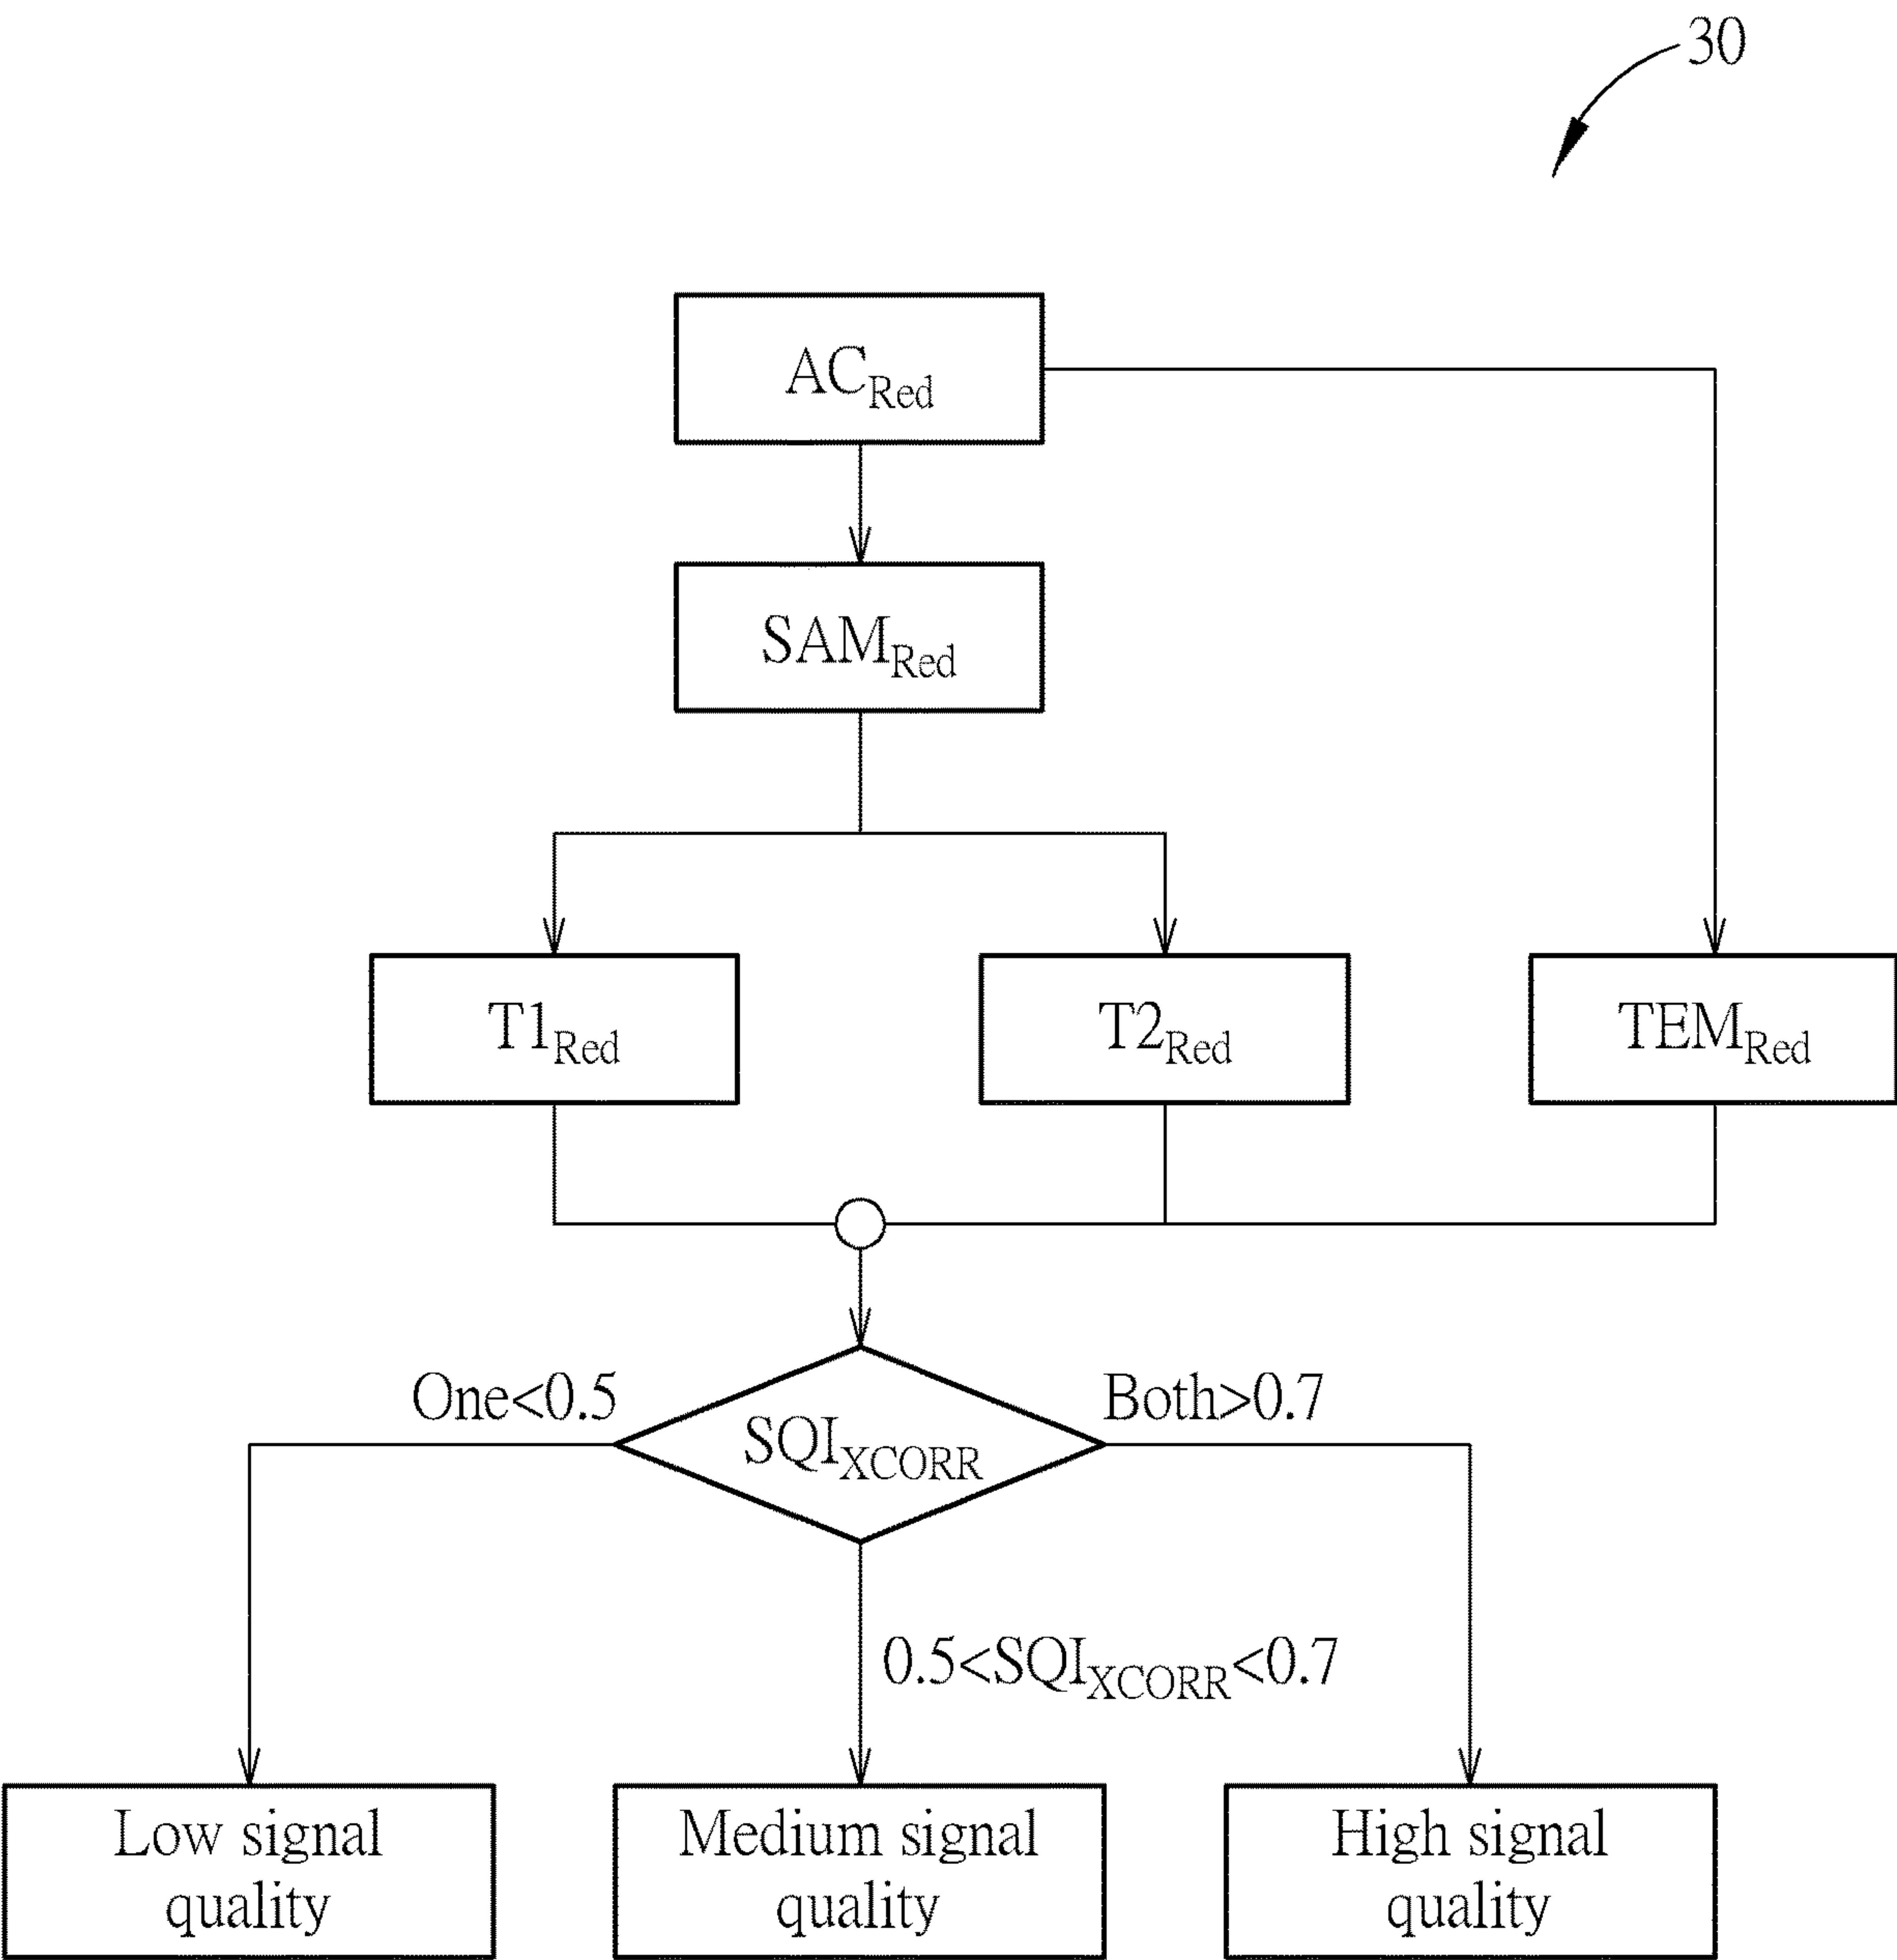 30
AC_Red
SAM_Red
T1_Red
T2_Red
TEM_Red
One<0.5
Both>0.7
SQI_XCORR
0.5<SQI_XCORR<0.7
Low signal
quality
Medium signal
quality
High signal
quality